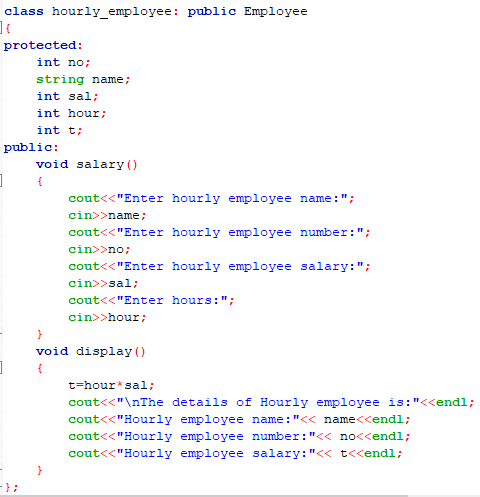 class hourly_employee: public Employee
{
protected:
    int no;
    string name;
    int sal;
    int hour;
    int t;
public:
    void salary()
    {
        cout<<"Enter hourly employee name:";
        cin>>name;
        cout<<"Enter hourly employee number:";
        cin>>no;
        cout<<"Enter hourly employee salary:";
        cin>>sal;
        cout<<"Enter hours:";
        cin>>hour;
    }
    void display()
    {
        t=hour*sal;
        cout<<"\nThe details of Hourly employee is:"<<endl;
        cout<<"Hourly employee name:"<< name<<endl;
        cout<<"Hourly employee number:"<< no<<endl;
        cout<<"Hourly employee salary:"<< t<<endl;
    }
};